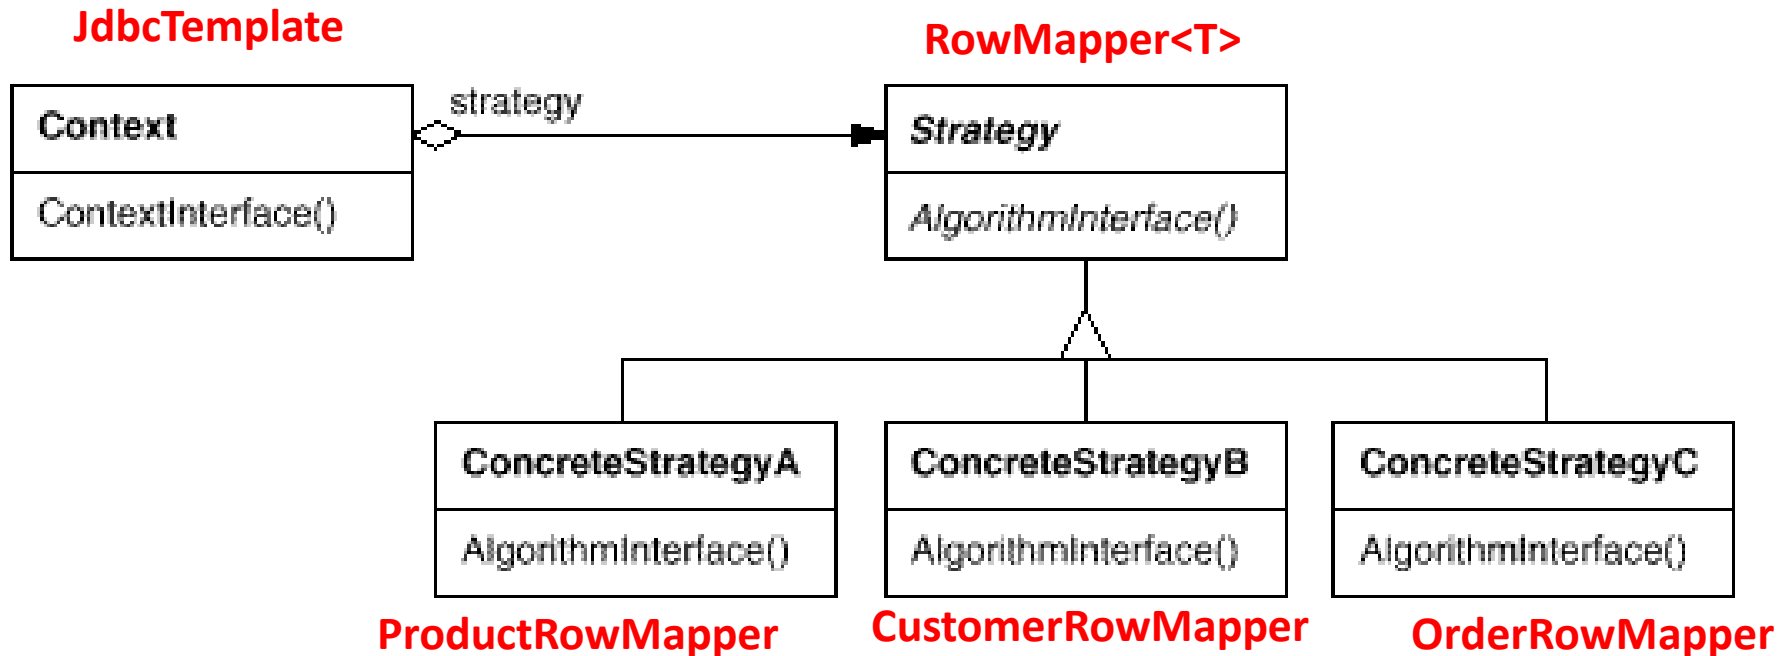 JdbcTemplate
RowMapper<T>
strategy
Context
Strategy
ContextInterface()
AlgorithmInterface()
ConcreteStrategyA
ConcreteStrategyB
ConcreteStrategyC
AlgorithmInterface()
AlgorithmInterface()
AlgorithmInterface()
ProductRowMapper
CustomerRowMapper
OrderRowMapper